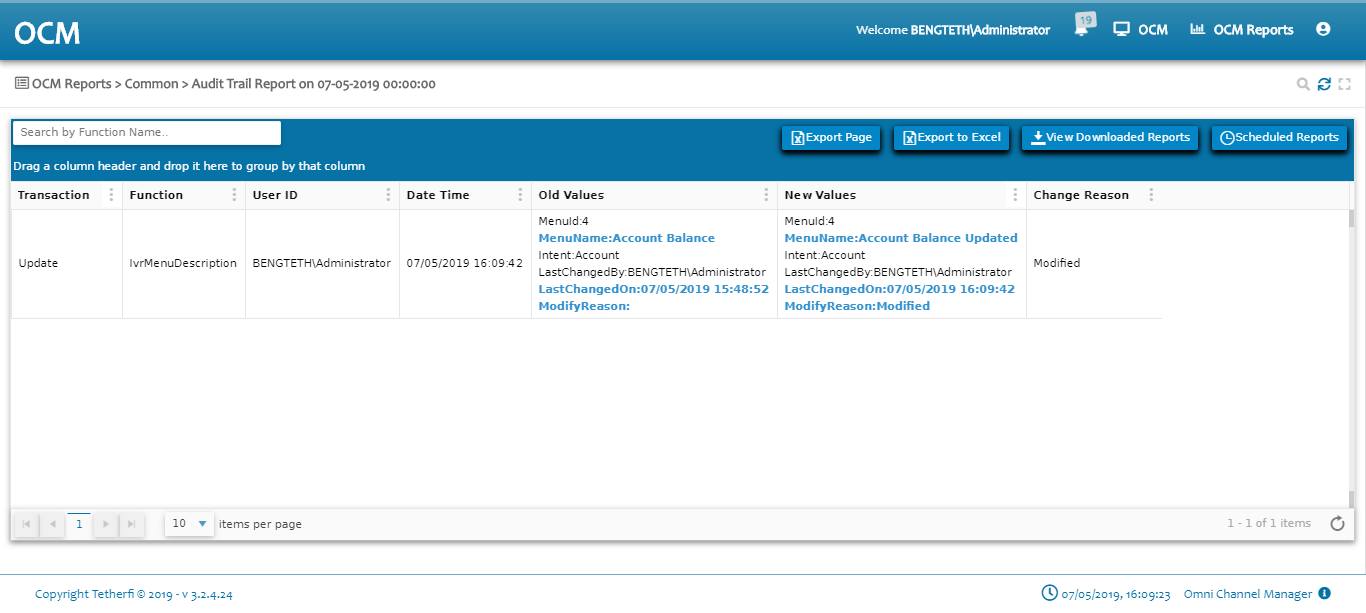 OCM
Welcome BENGTETH\Administrator
19
OCM
OCM Reports
OCM Reports > Common > Audit Trail Report on 07-05-2019 00:00:00
Search by Function Name..
Export Page
Export to Excel
View Downloaded Reports
Scheduled Reports
Drag a column header and drop it here to group by that column
Transaction
Function
User ID
Date Time
Old Values
New Values
Change Reason
Update
IvrMenuDescription
BENGTETH\Administrator
07/05/2019 16:09:42
MenuId:4
MenuName:Account Balance
Intent:Account
LastChangedBy:BENGTETH\Administrator
LastChangedOn:07/05/2019 15:48:52
ModifyReason:
MenuId:4
MenuName:Account Balance Updated
Intent:Account
LastChangedBy:BENGTETH\Administrator
LastChangedOn:07/05/2019 16:09:42
ModifyReason:Modified
Modified
1
10
items per page
1 - 1 of 1 items
Copyright Tetherfi © 2019 - v 3.2.4.24
07/05/2019, 16:09:23
Omni Channel Manager